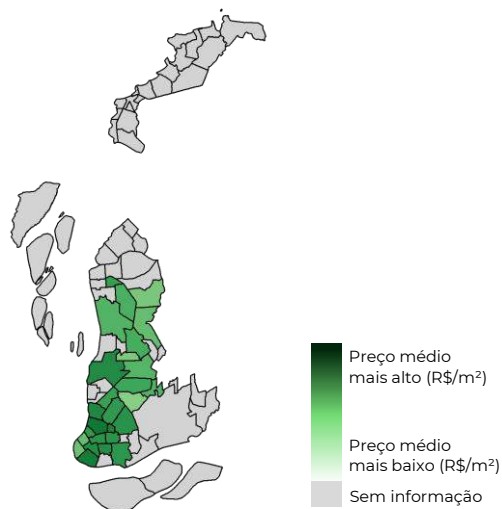 Preço médio
mais alto (R$/m²)
Preço médio
mais baixo (R$/m²)
Sem informação